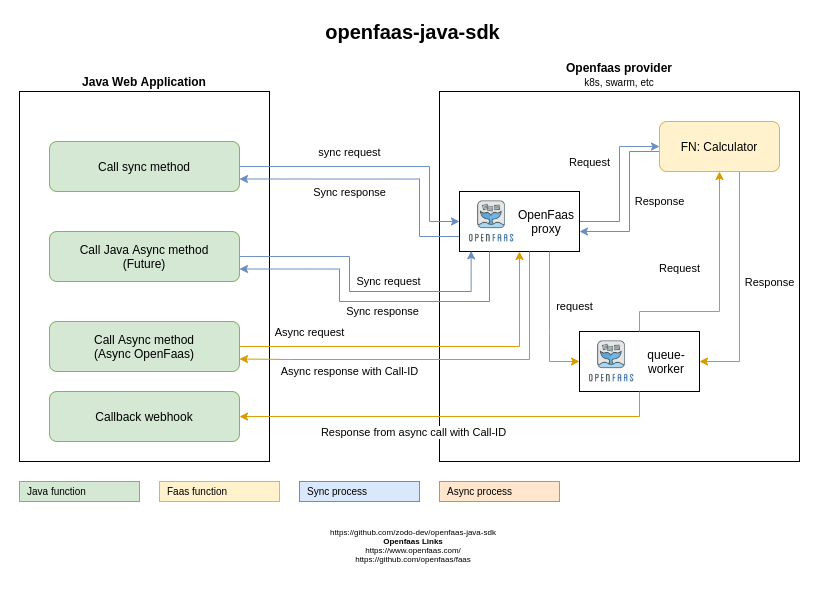 openfaas-java-sdk
Java Web Application
Openfaas provider
k8s, swarm, etc
Call sync method
sync request
Sync response
Request
FN: Calculator
Response
OpenFaas
proxy
OPENFAAS
Call Java Async method
(Future)
Sync request
Sync response
Request
Response
request
Call Async method
(Async OpenFaas)
Async request
Async response with Call-ID
queue-
worker
OPENFAAS
Callback webhook
Response from async call with Call-ID
Java function
Faas function
Sync process
Async process
https://github.com/zodo-dev/openfaas-java-sdk
Openfaas Links
https://www.openfaas.com/
https://github.com/openfaas/faas